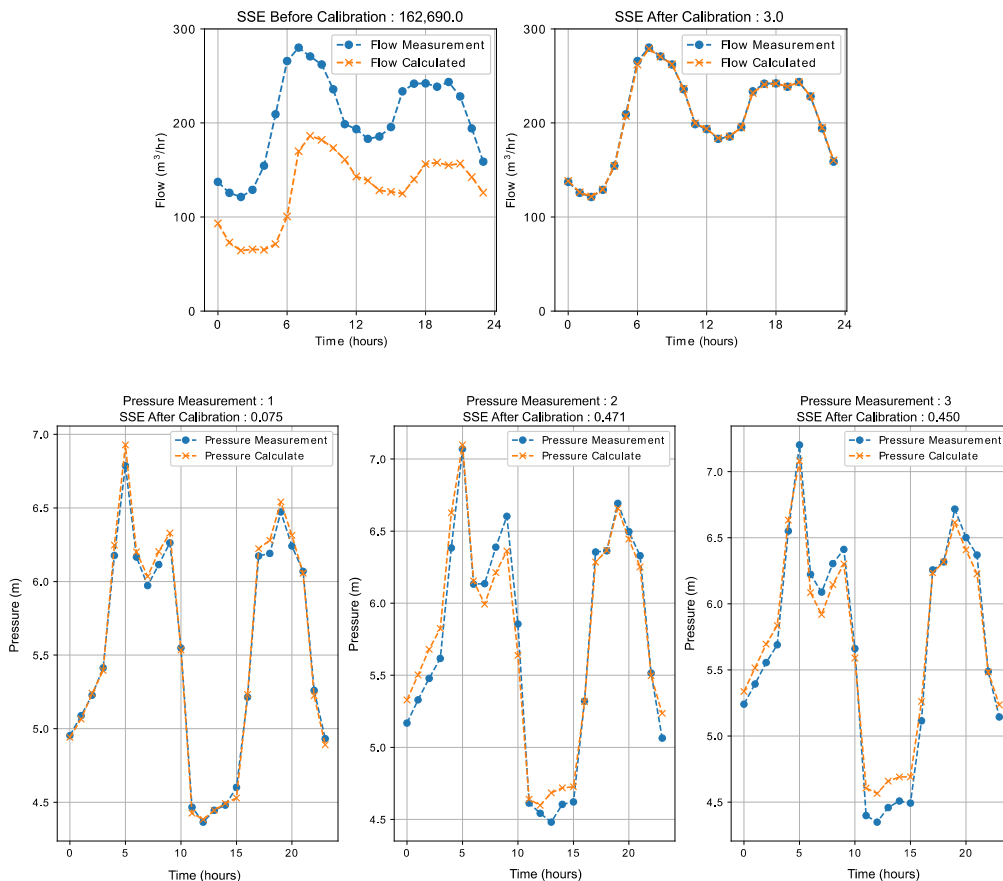 SSE Before Calibration : 162,690.0
300
200
100
0
Flow (m³/hr)
Flow Measurement
Flow Calculated
0 6 12 18 24
Time (hours)
SSE After Calibration : 3.0
300
200
100
0
Flow (m³/hr)
Flow Measurement
Flow Calculated
0 6 12 18 24
Time (hours)
Pressure Measurement : 1
SSE After Calibration : 0.075
7.0
6.5
6.0
5.5
5.0
4.5
Pressure (m)
Pressure Measurement
Pressure Calculate
0 5 10 15 20
Time (hours)
Pressure Measurement : 2
SSE After Calibration : 0.471
7.0
6.5
6.0
5.5
5.0
4.5
Pressure (m)
Pressure Measurement
Pressure Calculate
0 5 10 15 20
Time (hours)
Pressure Measurement : 3
SSE After Calibration : 0.450
7.0
6.5
6.0
5.5
5.0
4.5
Pressure (m)
Pressure Measurement
Pressure Calculate
0 5 10 15 20
Time (hours)